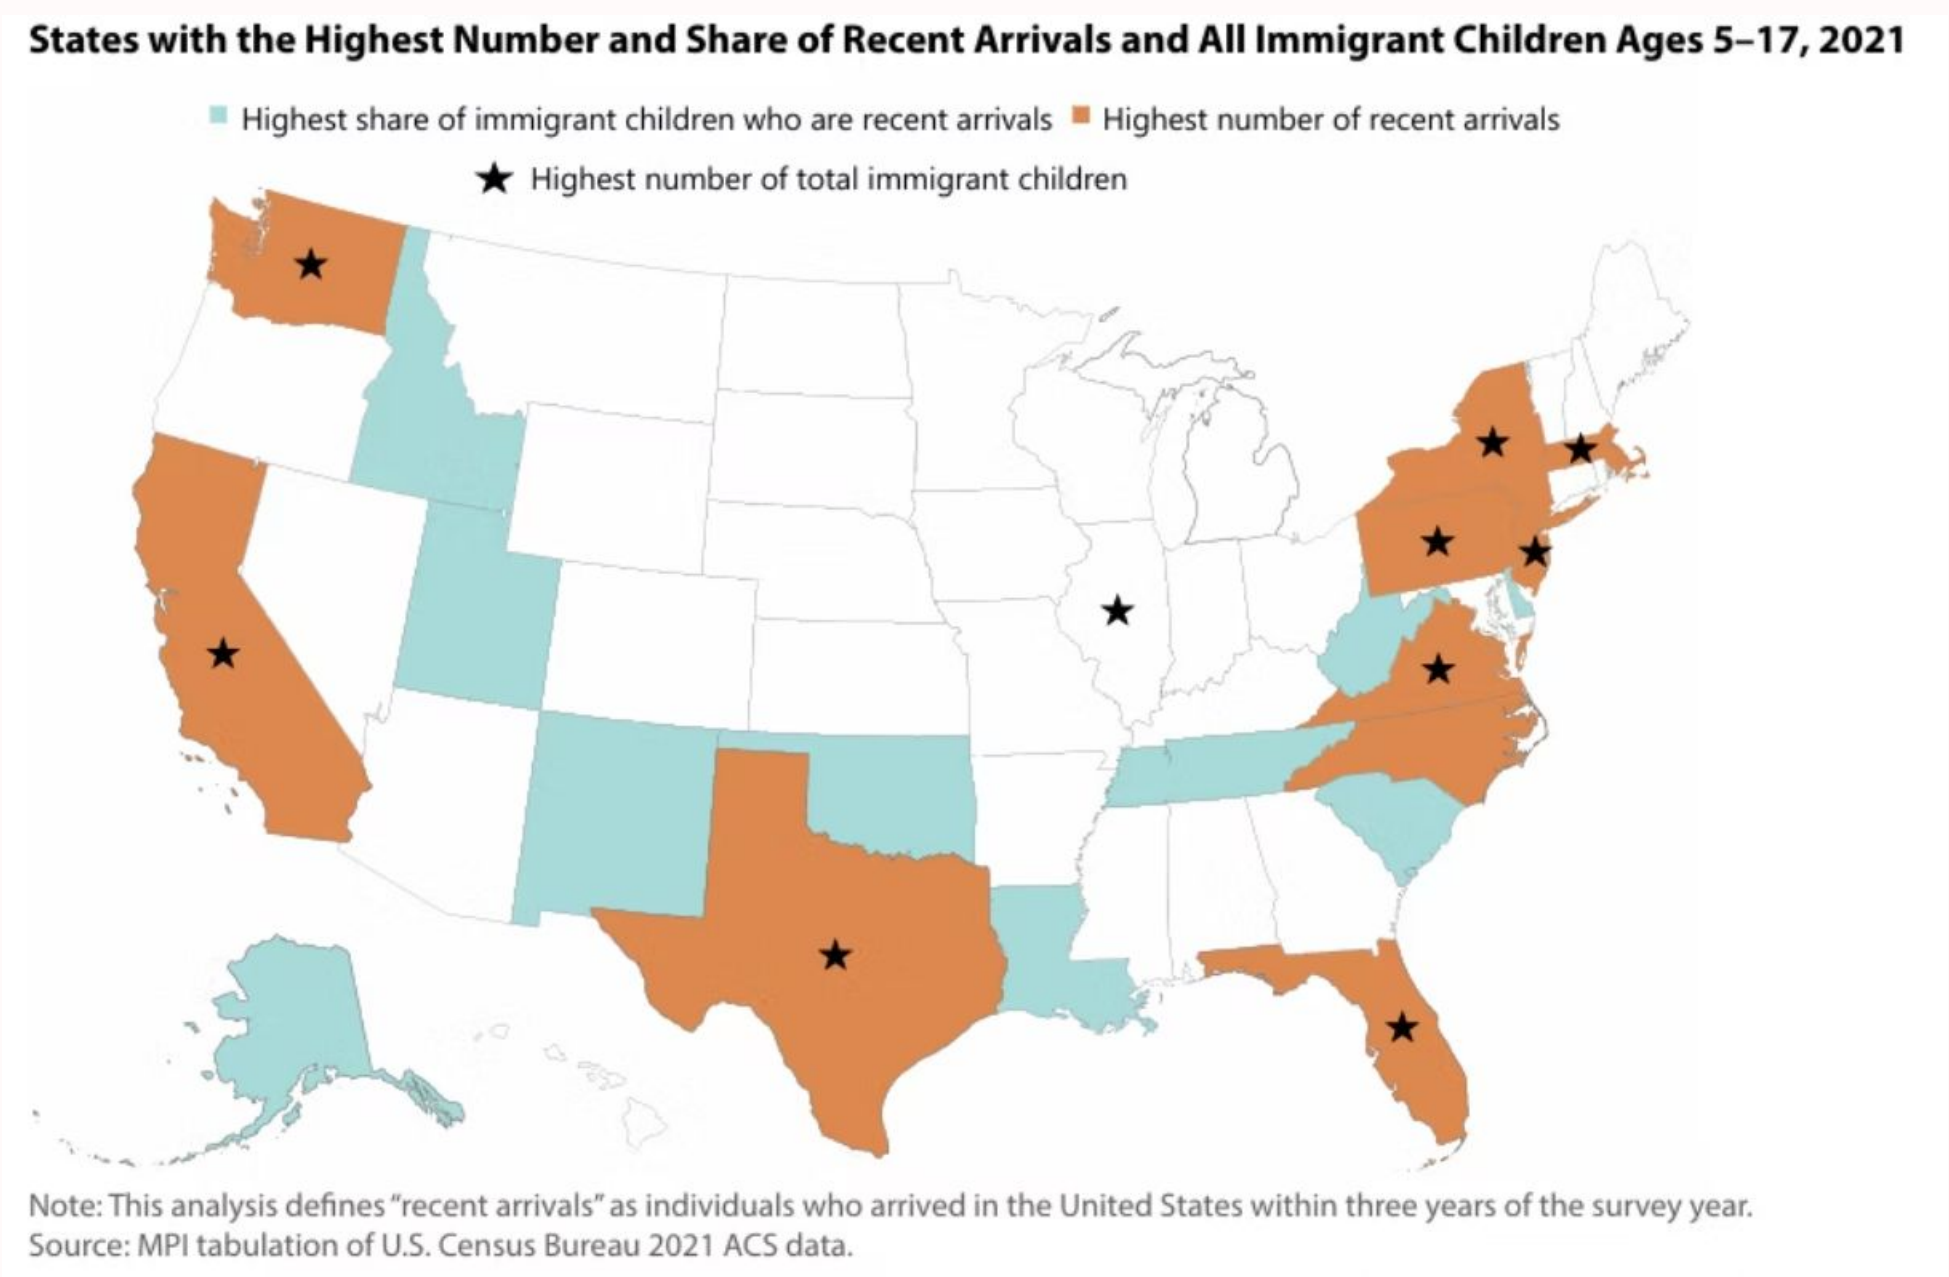 States with the Highest Number and Share of Recent Arrivals and All Immigrant Children Ages 5–17, 2021
Highest share of immigrant children who are recent arrivals Highest number of recent arrivals
Highest number of total immigrant children
Note: This analysis defines “recent arrivals” as individuals who arrived in the United States within three years of the survey year.
Source: MPI tabulation of U.S. Census Bureau 2021 ACS data.